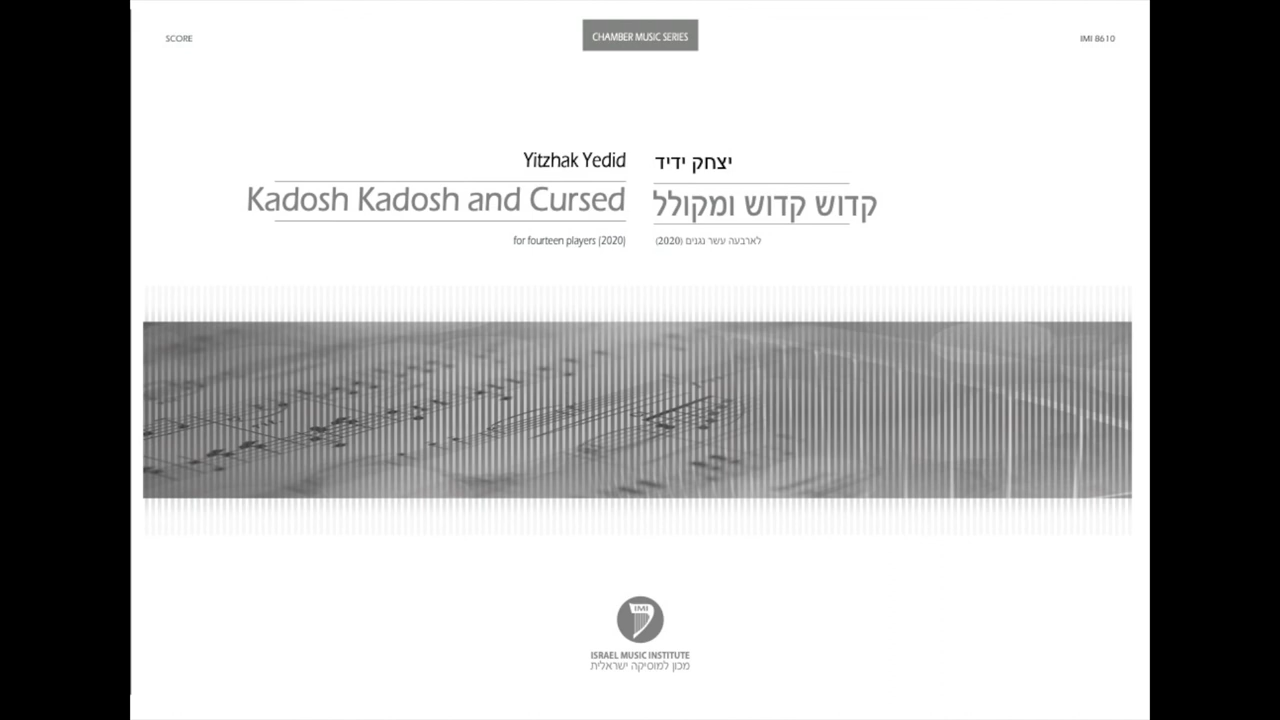 SCORE
CHAMBER MUSIC SERIES
IMI 8610
Yitzhak Yedid
יצחק ידיד
Kadosh Kadosh and Cursed
קדוש קדוש ומקולל
for fourteen players (2020)
לארבעה עשר נגנים (2020)
IMI
ISRAEL MUSIC INSTITUTE
מכון למוסיקה ישראלית